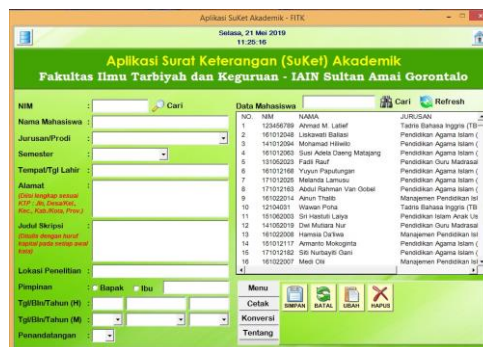 Aplikasi SuKet Akademik - FITK
Selasa, 21 Mei 2019
11:25:16
Aplikasi Surat Keterangan (SuKet) Akademik
Fakultas Ilmu Tarbiyah dan Keguruan - IAIN Sultan Amai Gorontalo
NIM :
Cari
Nama Mahasiswa :
Jurusan/Prodi :
Semester :
Tempat/Tgl Lahir :
Alamat :
(Diisi lengkap sesuai
KTP : Jln, Desa/Kel.,
Kec., Kab./Kota, Prov.)
Judul Skripsi :
(Ditulis dengan huruf
kapital pada setiap awal
kata)
Lokasi Penelitian :
Pimpinan : Bapak Ibu
Tgl/Bln/Tahun (H) :
Tgl/Bln/Tahun (M) :
Penandatangan :
Data Mahasiswa
Cari
Refresh
NO. NIM NAMA JURUSAN
1 123456789 Ahmad M. Latief Tadris Bahasa Inggris (TB
2 161012048 Liskawati Baliasi Pendidikan Agama Islam (
3 141012094 Mohamad Hiliwilo Pendidikan Agama Islam (
4 161012063 Susi Adela Daeng Matajang Pendidikan Agama Islam (
5 131052023 Fadli Rauf Pendidikan Guru Madrasal
6 161012168 Yuyun Paputungan Pendidikan Agama Islam (
7 171012025 Melanda Lamusu Pendidikan Agama Islam (
8 171012163 Abdul Rahman Van Gobel Pendidikan Agama Islam (
9 161022014 Ainun Thalib Manajemen Pendidikan Isl
10 12104031 Wawan Poha Tadris Bahasa Inggris (TB
11 151062003 Sri Hastuti Laiya Pendidikan Islam Anak Us
12 141052019 Dwi Mutiara Nur Pendidikan Guru Madrasal
13 161022008 Hamsia Da'liwa Manajemen Pendidikan Isl
14 161012117 Armanto Mokoginta Pendidikan Agama Islam (
15 171012182 Siti Nurbayiti Gani Pendidikan Agama Islam (
16 161022007 Medi Olii Manajemen Pendidikan Isl
Menu
Cetak
Konversi
Tentang
SIMPAN
BATAL
UBAH
HAPUS